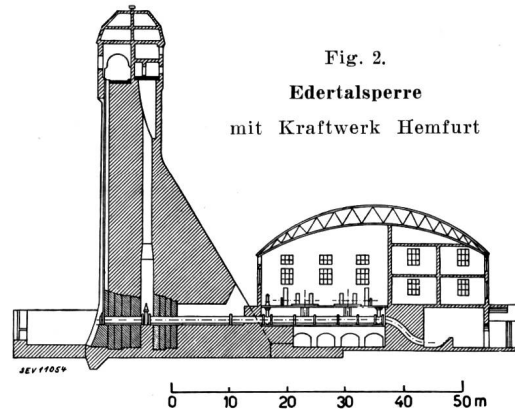 Fig. 2.
Edertalsperre
mit Kraftwerk Hemfurt
SEV11054
0 10 20 30 40 50 m